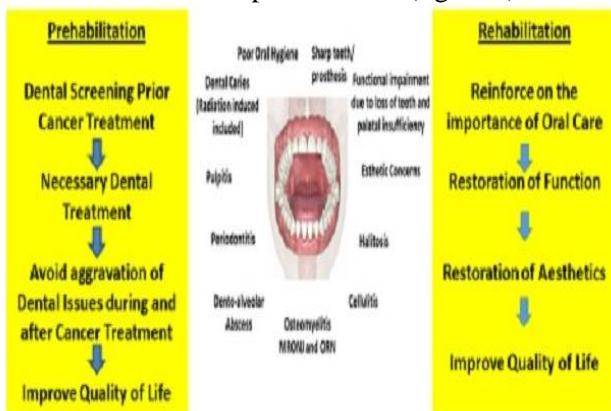 Prehabilitation
Dental Screening Prior
Cancer Treatment
Necessary Dental
Treatment
Avoid aggravation of
Dental Issues during and
after Cancer Treatment
Improve Quality of Life
Poor Oral Hygiene
Sharp teeth/
prosthesis
Dental Caries
(Radiation induced
included)
Functional impairment
due to loss of teeth and
palatal insufficiency
Pulpitis
Esthetic Concerns
Periodontitis
Halitosis
Dento-alveolar
Abscess
Cellulitis
Osteomyelitis
MRONJ and ORN
Rehabilitation
Reinforce on the
importance of Oral Care
Restoration of Function
Restoration of Aesthetics
Improve Quality of Life